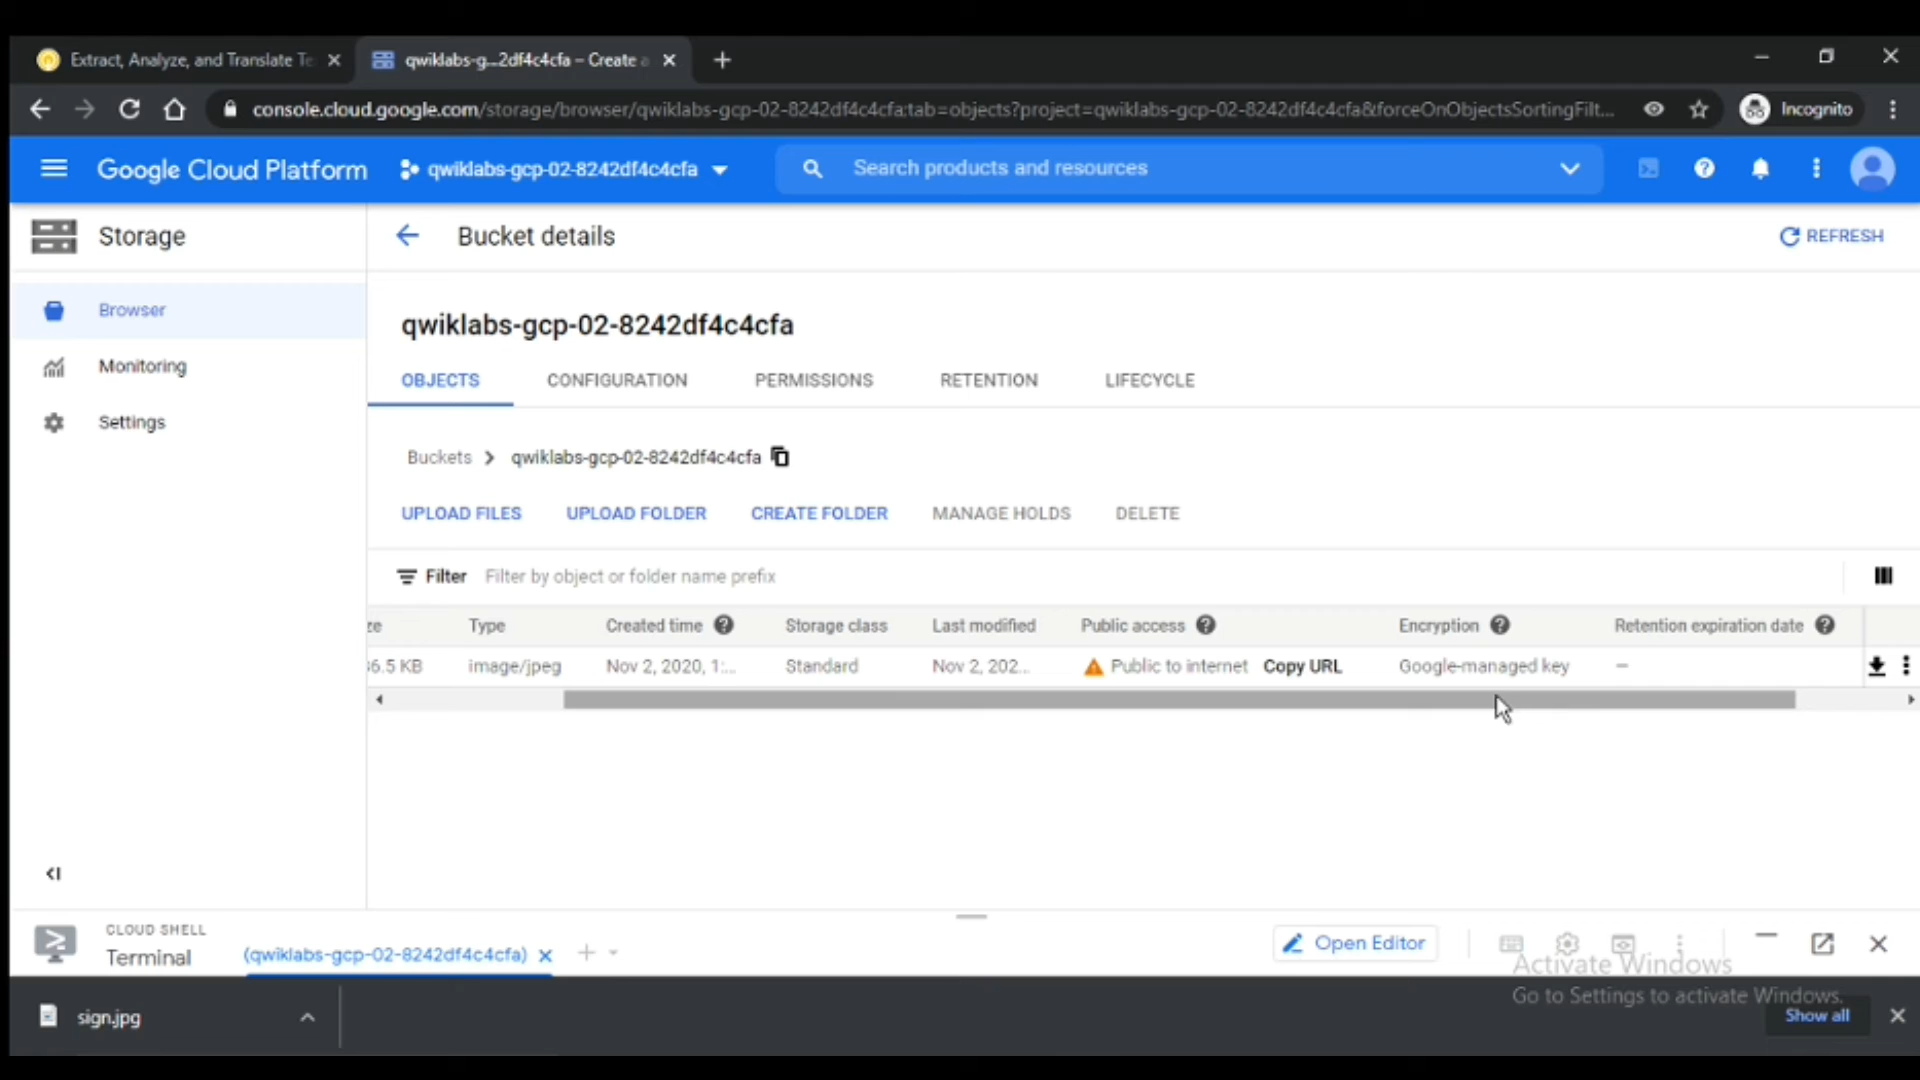 Extract, Analyze, and Translate Te
qwiklabs-g...2df4c4cfa – Create a
console.cloud.google.com/storage/browser/qwiklabs-gcp-02-8242df4c4cfa;tab=objects?project=qwiklabs-gcp-02-8242df4c4cfa&forceOnObjectsSortingFilt...
Incognito
Google Cloud Platform
qwiklabs-gcp-02-8242df4c4cfa
Search products and resources
Storage
Bucket details
REFRESH
Browser
Monitoring
Settings
qwiklabs-gcp-02-8242df4c4cfa
OBJECTS CONFIGURATION PERMISSIONS RETENTION LIFECYCLE
Buckets > qwiklabs-gcp-02-8242df4c4cfa
UPLOAD FILES UPLOAD FOLDER CREATE FOLDER MANAGE HOLDS DELETE
Filter Filter by object or folder name prefix
ze Type Created time Storage class Last modified Public access Encryption Retention expiration date
6.5 KB image/jpeg Nov 2, 2020, 1:... Standard Nov 2, 202... Public to internet Copy URL Google-managed key –
CLOUD SHELL
Terminal
(qwiklabs-gcp-02-8242df4c4cfa)
Open Editor
Activate Windows
Go to Settings to activate Windows.
sign.jpg
Show all